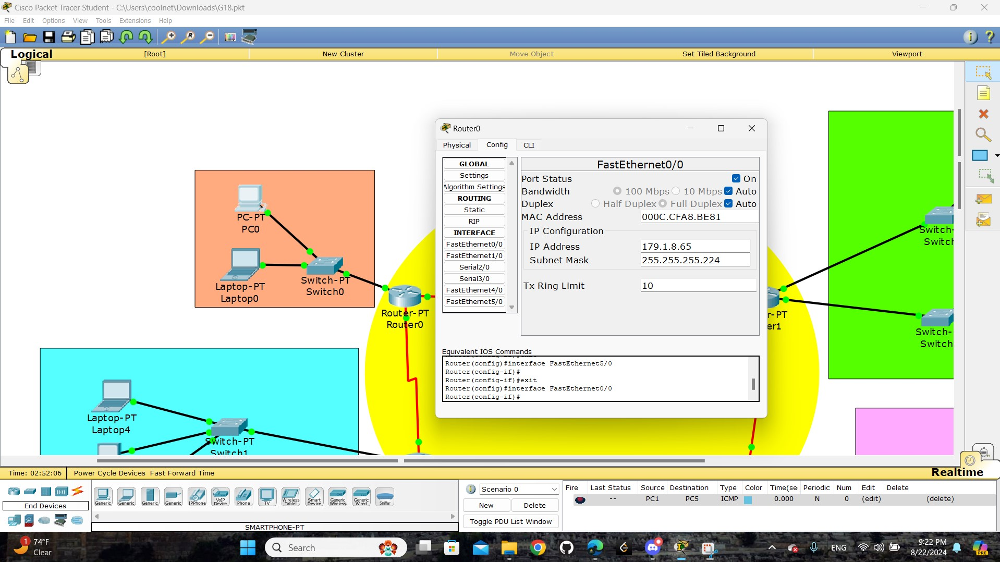 Cisco Packet Tracer Student - C:\Users\coolnet\Downloads\G18.pkt
File Edit Options View Tools Extensions Help
Logical [Root] New Cluster Move Object Set Tiled Background Viewport
Router0
Physical Config CLI
GLOBAL
Settings
Algorithm Settings
ROUTING
Static
RIP
INTERFACE
FastEthernet0/0
FastEthernet1/0
Serial2/0
Serial3/0
FastEthernet4/0
FastEthernet5/0
FastEthernet0/0
Port Status On
Bandwidth 100 Mbps 10 Mbps Auto
Duplex Half Duplex Full Duplex Auto
MAC Address 000C.CFA8.BE81
IP Configuration
IP Address 179.1.8.65
Subnet Mask 255.255.255.224
Tx Ring Limit 10
Equivalent IOS Commands
Router(config)#interface FastEthernet5/0
Router(config-if)#
Router(config-if)#exit
Router(config)#interface FastEthernet0/0
Router(config-if)#
PC-PT
PC0
Laptop-PT
Laptop0
Switch-PT
Switch0
Router-PT
Router0
r-PT
er1
Switch-
Switch
Switch-
Switch
Laptop-PT
Laptop4
Switch-PT
Switch1
Time: 02:52:06 Power Cycle Devices Fast Forward Time Realtime
End Devices
Generic Generic Generic Generic IPPhone VoIP Device Phone TV Wireless Tablet Smart Device Generic Wireless Generic Wired Sniffer
SMARTPHONE-PT
Scenario 0
New Delete
Toggle PDU List Window
Fire Last Status Source Destination Type Color Time(sec Periodic Num Edit Delete
-- PC1 PC5 ICMP 0.000 N 0 (edit) (delete)
1 74°F
Clear
Search
ENG
9:22 PM
8/22/2024
PRE